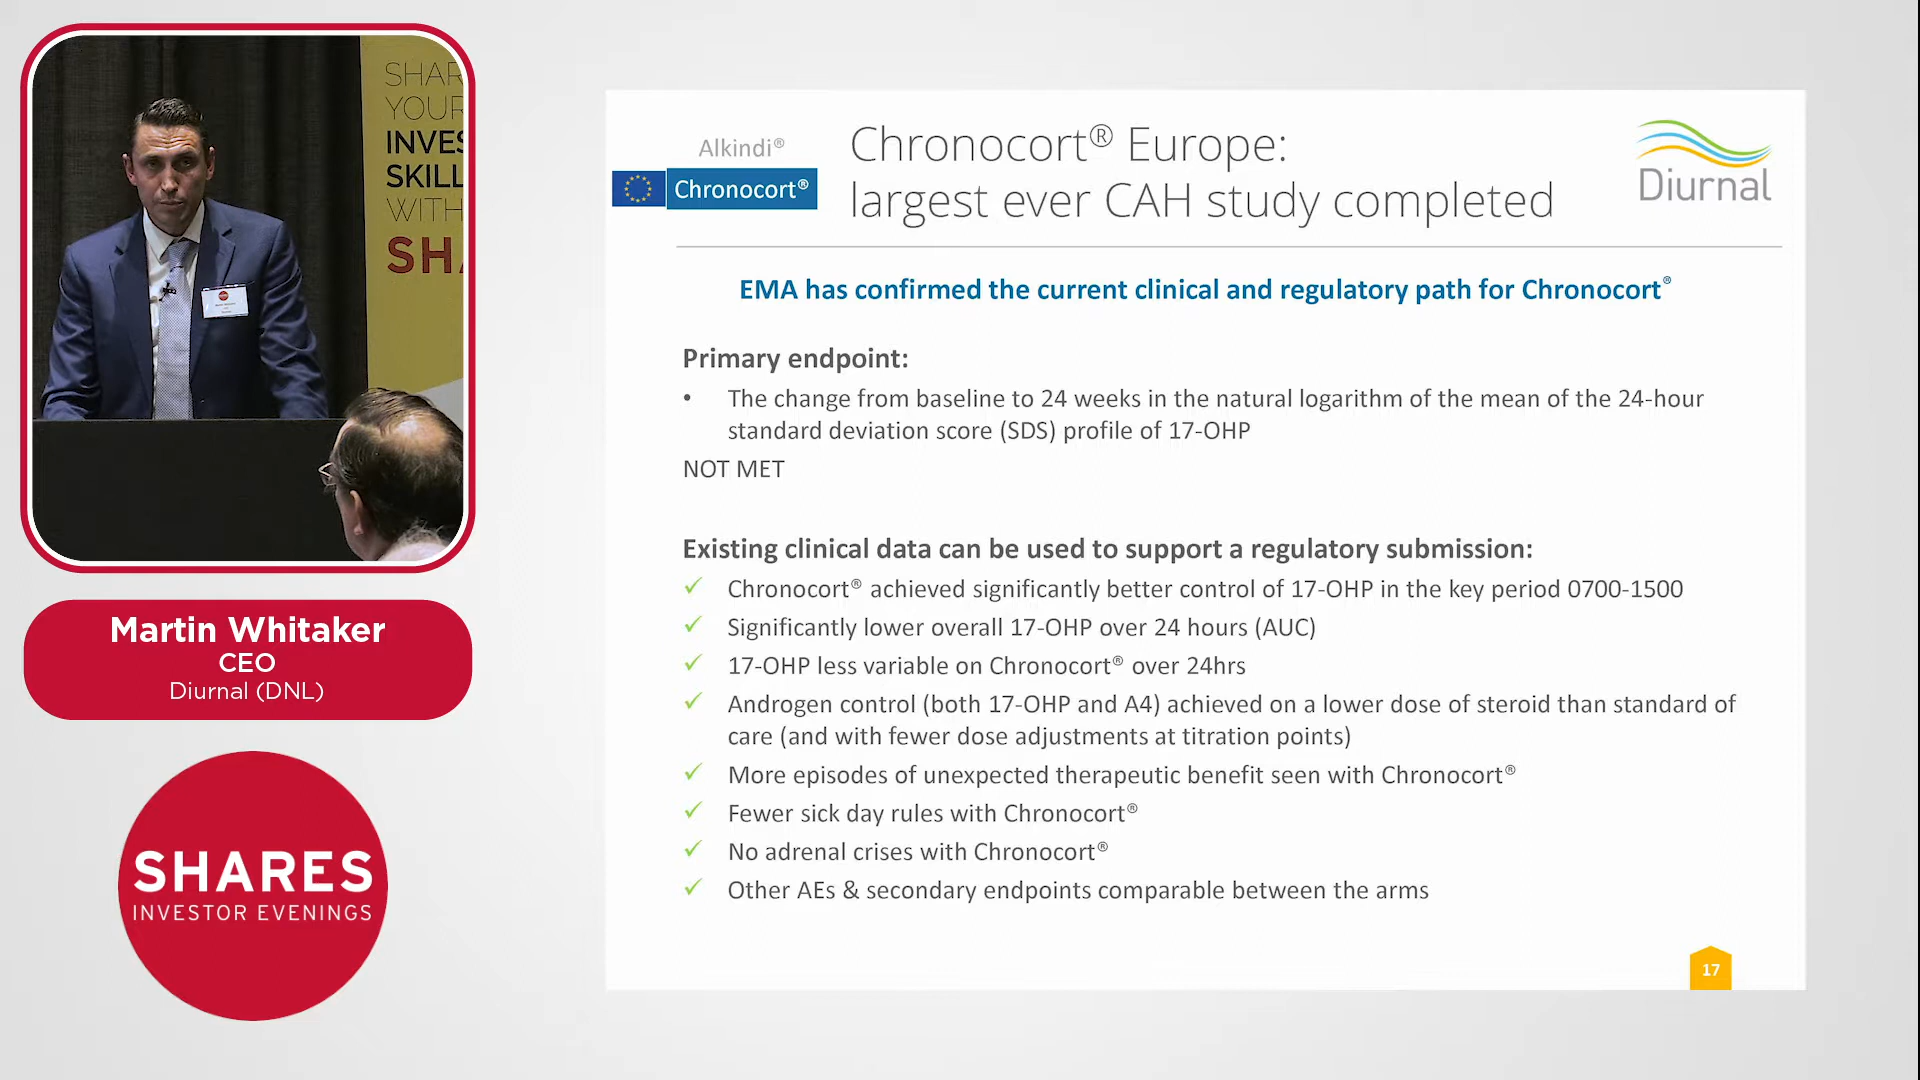 SHAR
YOUR
INVES
SKILL
WITH
SHA
Martin Whitaker
CEO
Diurnal (DNL)
SHARES
INVESTOR EVENINGS
Alkindi®
Chronocort®
Chronocort® Europe:
largest ever CAH study completed
Diurnal
EMA has confirmed the current clinical and regulatory path for Chronocort®
Primary endpoint:
• The change from baseline to 24 weeks in the natural logarithm of the mean of the 24-hour
standard deviation score (SDS) profile of 17-OHP
NOT MET
Existing clinical data can be used to support a regulatory submission:
✓ Chronocort® achieved significantly better control of 17-OHP in the key period 0700-1500
✓ Significantly lower overall 17-OHP over 24 hours (AUC)
✓ 17-OHP less variable on Chronocort® over 24hrs
✓ Androgen control (both 17-OHP and A4) achieved on a lower dose of steroid than standard of
care (and with fewer dose adjustments at titration points)
✓ More episodes of unexpected therapeutic benefit seen with Chronocort®
✓ Fewer sick day rules with Chronocort®
✓ No adrenal crises with Chronocort®
✓ Other AEs & secondary endpoints comparable between the arms
17